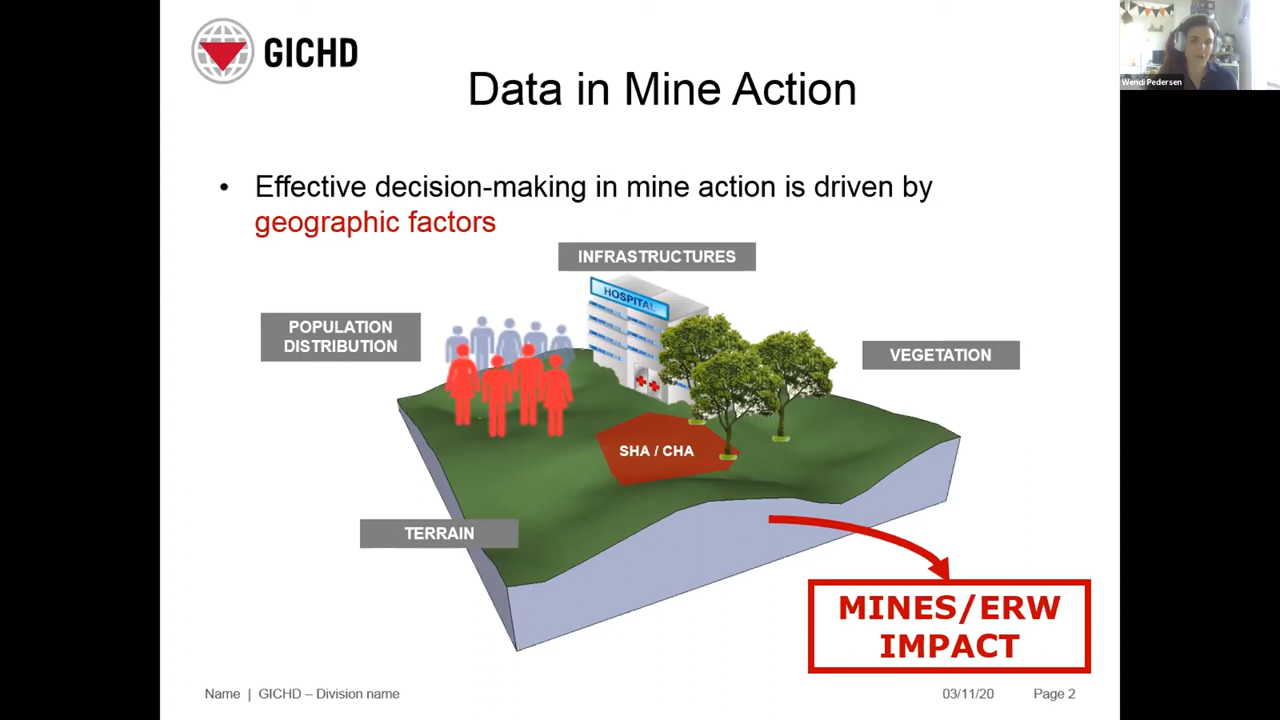 GICHD
Data in Mine Action
Wendi Pedersen
• Effective decision-making in mine action is driven by
geographic factors
INFRASTRUCTURES
HOSPITAL
POPULATION
DISTRIBUTION
VEGETATION
SHA / CHA
TERRAIN
MINES/ERW
IMPACT
Name | GICHD – Division name
03/11/20
Page 2